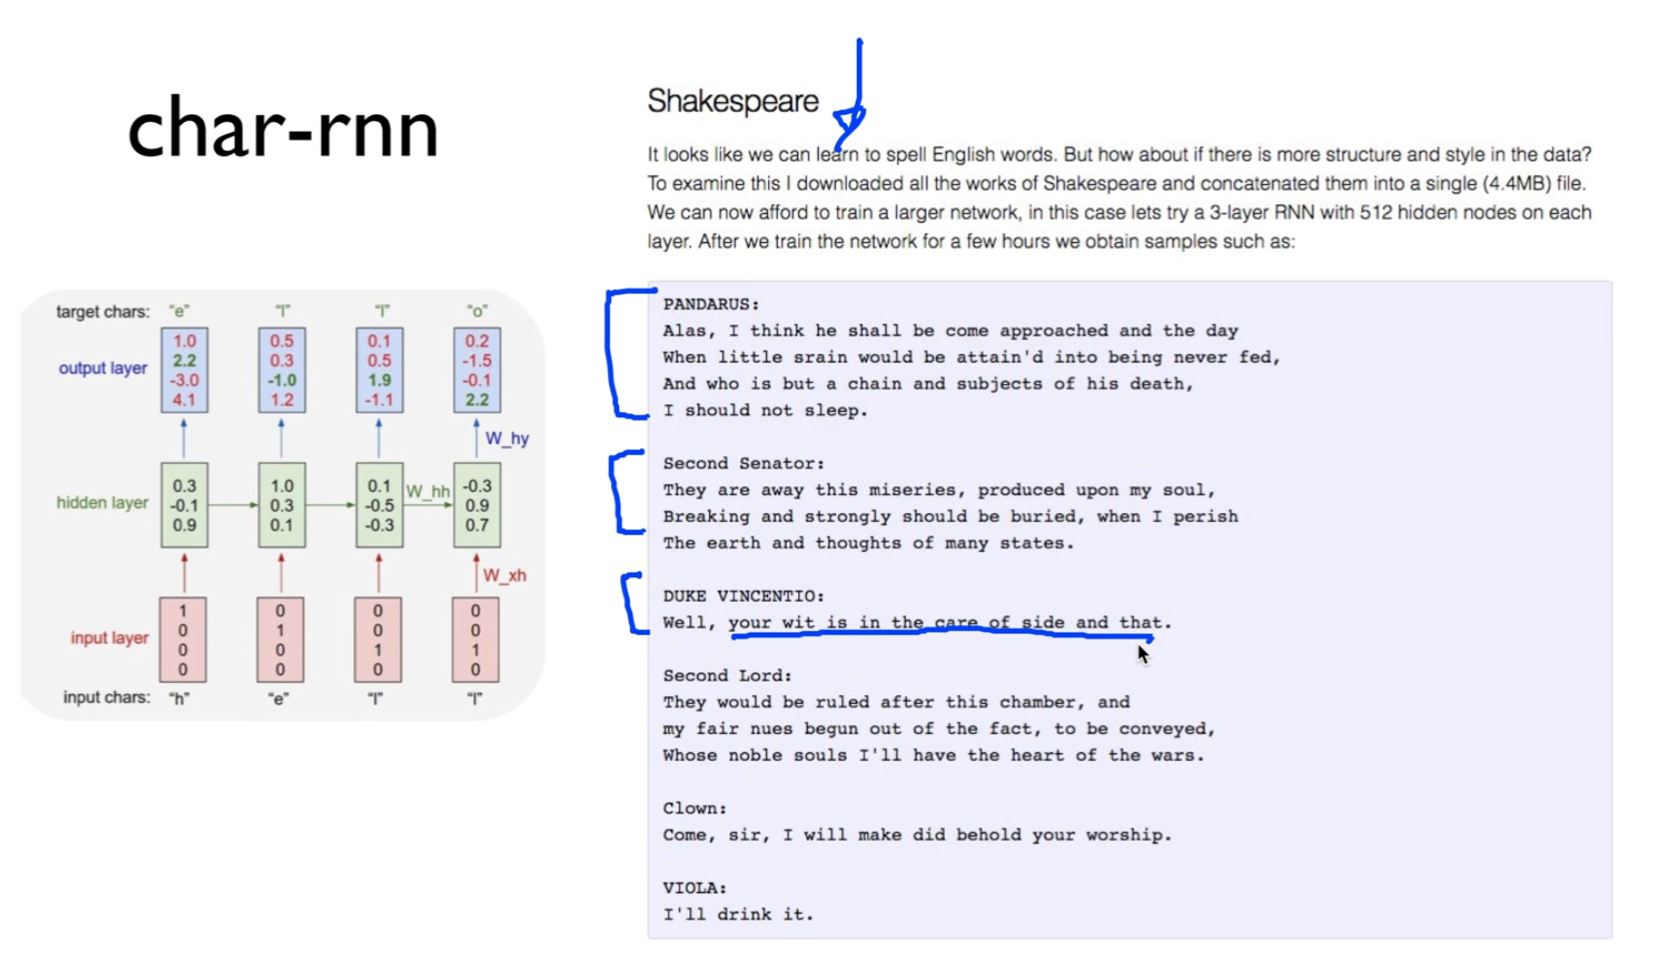 char-rnn
Shakespeare
It looks like we can learn to spell English words. But how about if there is more structure and style in the data?
To examine this I downloaded all the works of Shakespeare and concatenated them into a single (4.4MB) file.
We can now afford to train a larger network, in this case lets try a 3-layer RNN with 512 hidden nodes on each
layer. After we train the network for a few hours we obtain samples such as:
target chars: “e” “l” “l” “o”
output layer
1.0 0.5 0.1 0.2
2.2 0.3 0.5 -1.5
-3.0 -1.0 1.9 -0.1
4.1 1.2 -1.1 2.2
W_hy
hidden layer
0.3 1.0 0.1 -0.3
-0.1 0.3 -0.5 0.9
0.9 0.1 -0.3 0.7
W_hh
W_xh
input layer
1 0 0 0
0 1 0 0
0 0 1 1
0 0 0 0
input chars: “h” “e” “l” “l”
PANDARUS:
Alas, I think he shall be come approached and the day
When little srain would be attain'd into being never fed,
And who is but a chain and subjects of his death,
I should not sleep.
Second Senator:
They are away this miseries, produced upon my soul,
Breaking and strongly should be buried, when I perish
The earth and thoughts of many states.
DUKE VINCENTIO:
Well, your wit is in the care of side and that.
Second Lord:
They would be ruled after this chamber, and
my fair nues begun out of the fact, to be conveyed,
Whose noble souls I'll have the heart of the wars.
Clown:
Come, sir, I will make did behold your worship.
VIOLA:
I'll drink it.